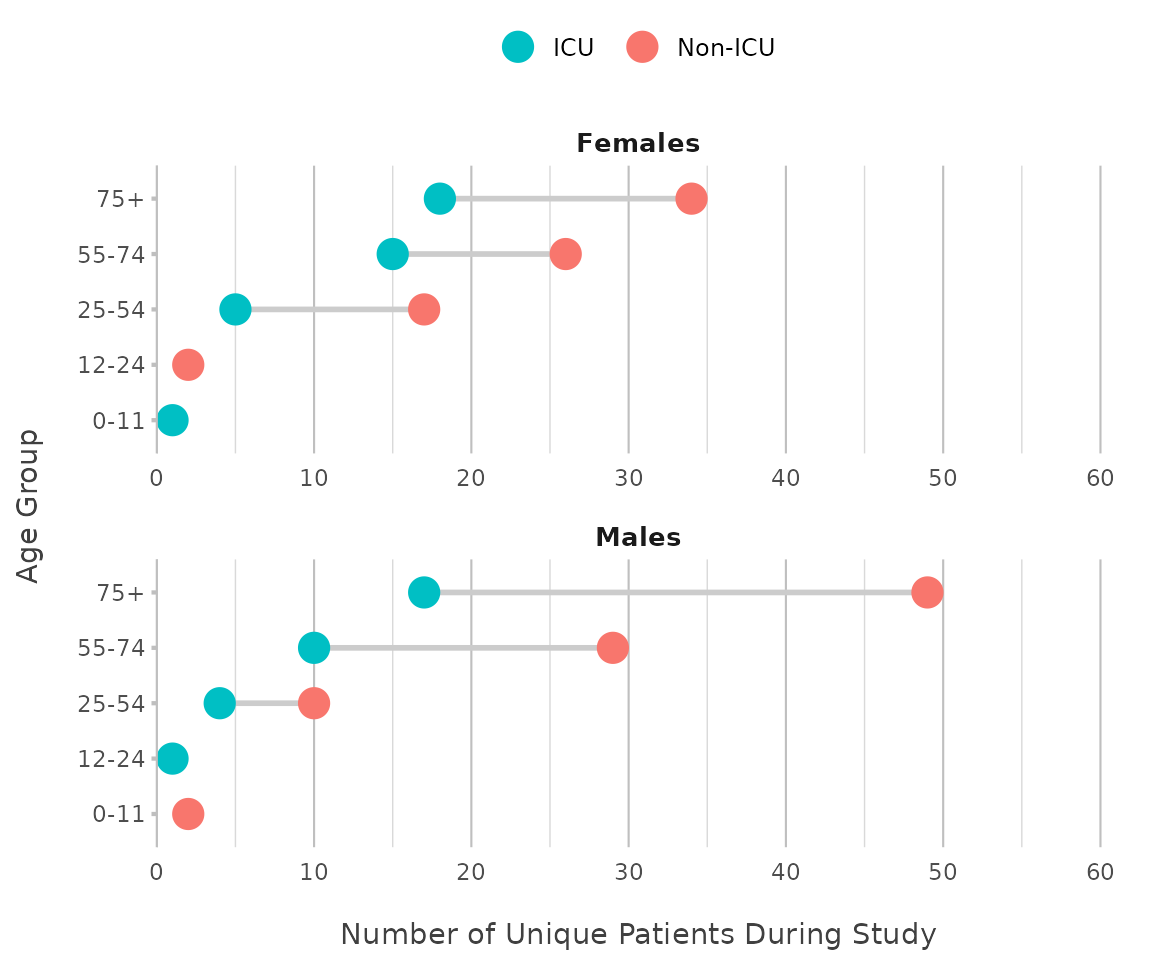 ICU Non-ICU
Females
75+
55-74
25-54
12-24
0-11
0 10 20 30 40 50 60
Age Group
Males
75+
55-74
25-54
12-24
0-11
0 10 20 30 40 50 60
Number of Unique Patients During Study